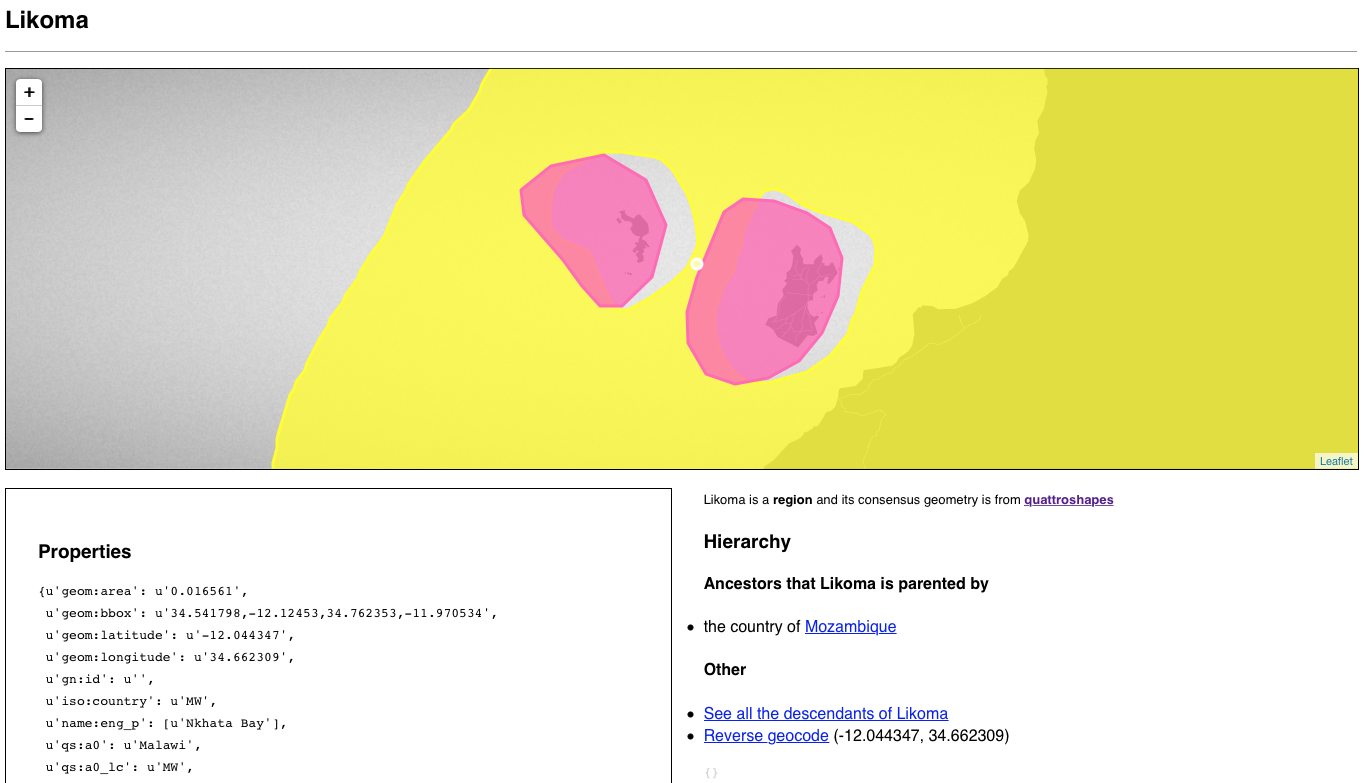 Likoma
+
−
Leaflet
Properties
{u'geom:area': u'0.016561',
u'geom:bbox': u'34.541798,-12.12453,34.762353,-11.970534',
u'geom:latitude': u'-12.044347',
u'geom:longitude': u'34.662309',
u'gn:id': u'',
u'iso:country': u'MW',
u'name:eng_p': [u'Nkhata Bay'],
u'qs:a0': u'Malawi',
u'qs:a0_lc': u'MW',
Likoma is a region and its consensus geometry is from quattroshapes
Hierarchy
Ancestors that Likoma is parented by
• the country of Mozambique
Other
• See all the descendants of Likoma
• Reverse geocode (-12.044347, 34.662309)
{}